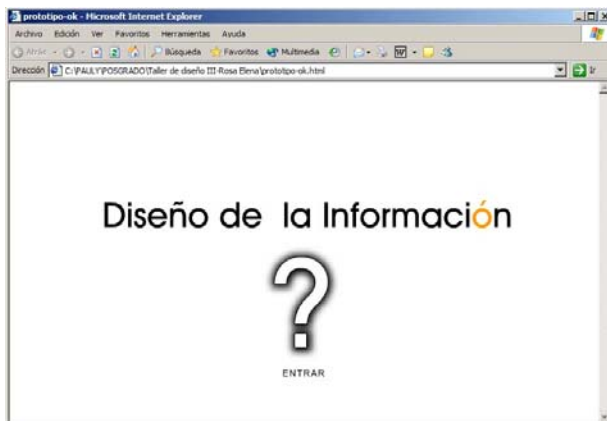 prototipo-ok - Microsoft Internet Explorer
Archivo Edición Ver Favoritos Herramientas Ayuda
Atrás Búsqueda Favoritos Multimedia W
Dirección C:\PAULY\POSGRADO\Taller de diseño III-Rosa Elena\prototipo-ok.html Ir
Diseño de la Información
?
ENTRAR